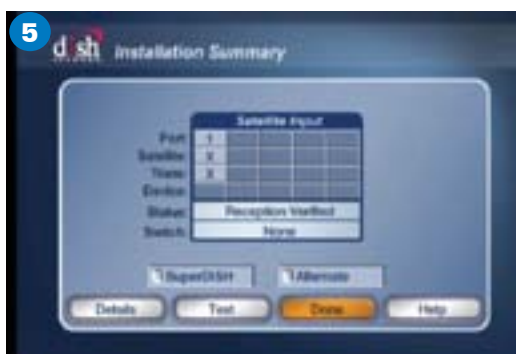 5
dish Installation Summary
Satellite Input
Port 1
Satellite X
Trans X
Device
Status Reception Verified
Switch None
SuperDISH Alternate
Details Test Done Help